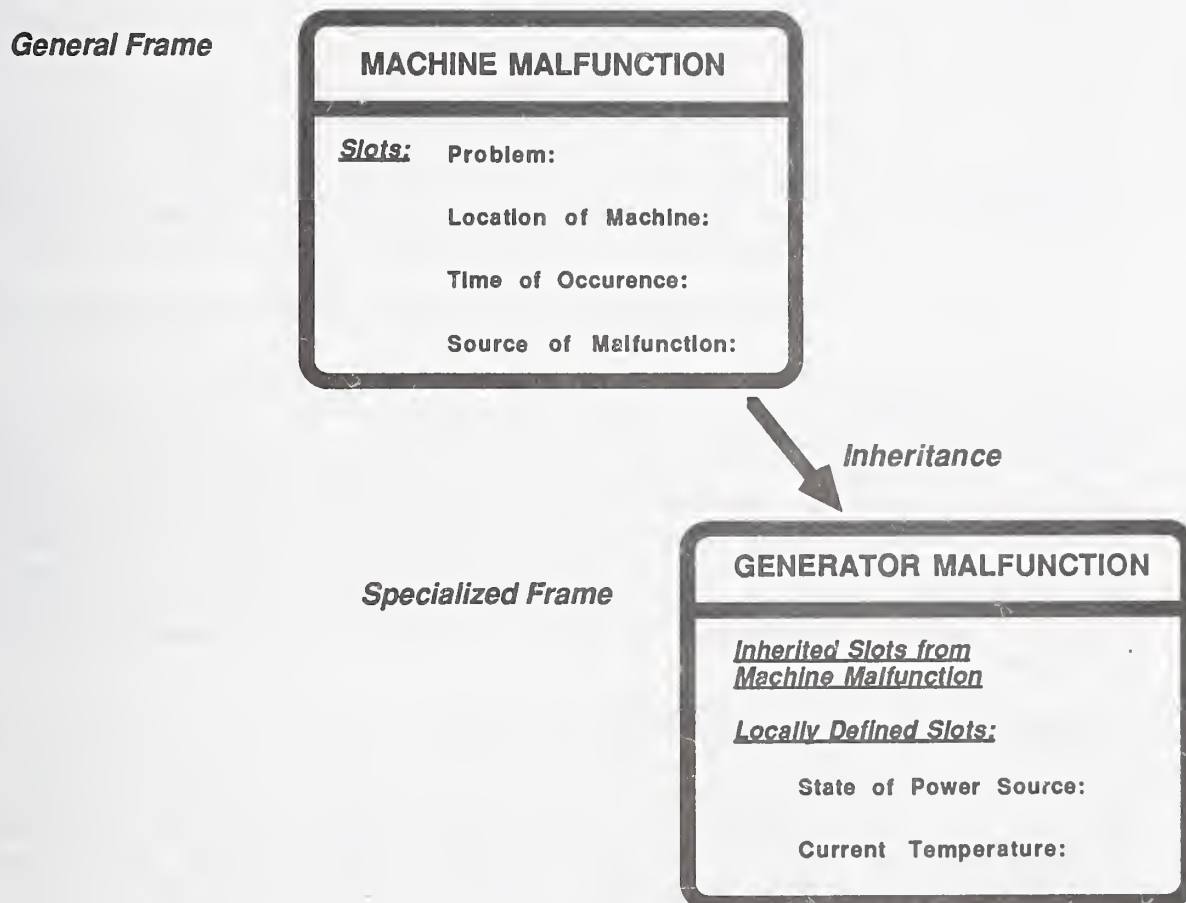 General Frame
MACHINE MALFUNCTION
Slots: Problem:
Location of Machine:
Time of Occurence:
Source of Malfunction:
Inheritance
Specialized Frame
GENERATOR MALFUNCTION
Inherited Slots from
Machine Malfunction
Locally Defined Slots:
State of Power Source:
Current Temperature: